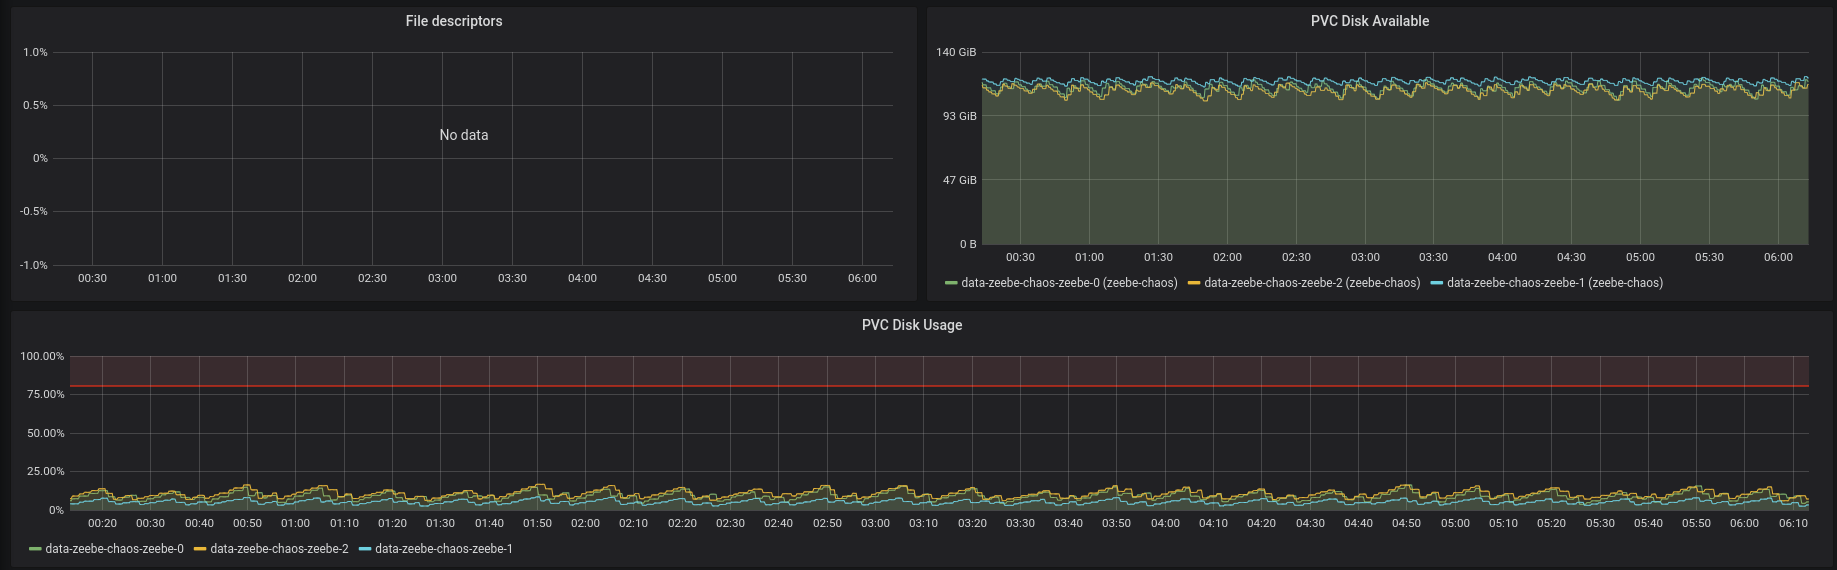 File descriptors
1.0%
0.5%
0%
-0.5%
-1.0%
No data
00:30 01:00 01:30 02:00 02:30 03:00 03:30 04:00 04:30 05:00 05:30 06:00
PVC Disk Available
140 GiB
93 GiB
47 GiB
0 B
00:30 01:00 01:30 02:00 02:30 03:00 03:30 04:00 04:30 05:00 05:30 06:00
data-zeebe-chaos-zeebe-0 (zeebe-chaos) data-zeebe-chaos-zeebe-2 (zeebe-chaos) data-zeebe-chaos-zeebe-1 (zeebe-chaos)
PVC Disk Usage
100.00%
75.00%
50.00%
25.00%
0%
00:20 00:30 00:40 00:50 01:00 01:10 01:20 01:30 01:40 01:50 02:00 02:10 02:20 02:30 02:40 02:50 03:00 03:10 03:20 03:30 03:40 03:50 04:00 04:10 04:20 04:30 04:40 04:50 05:00 05:10 05:20 05:30 05:40 05:50 06:00 06:10
data-zeebe-chaos-zeebe-0 data-zeebe-chaos-zeebe-2 data-zeebe-chaos-zeebe-1